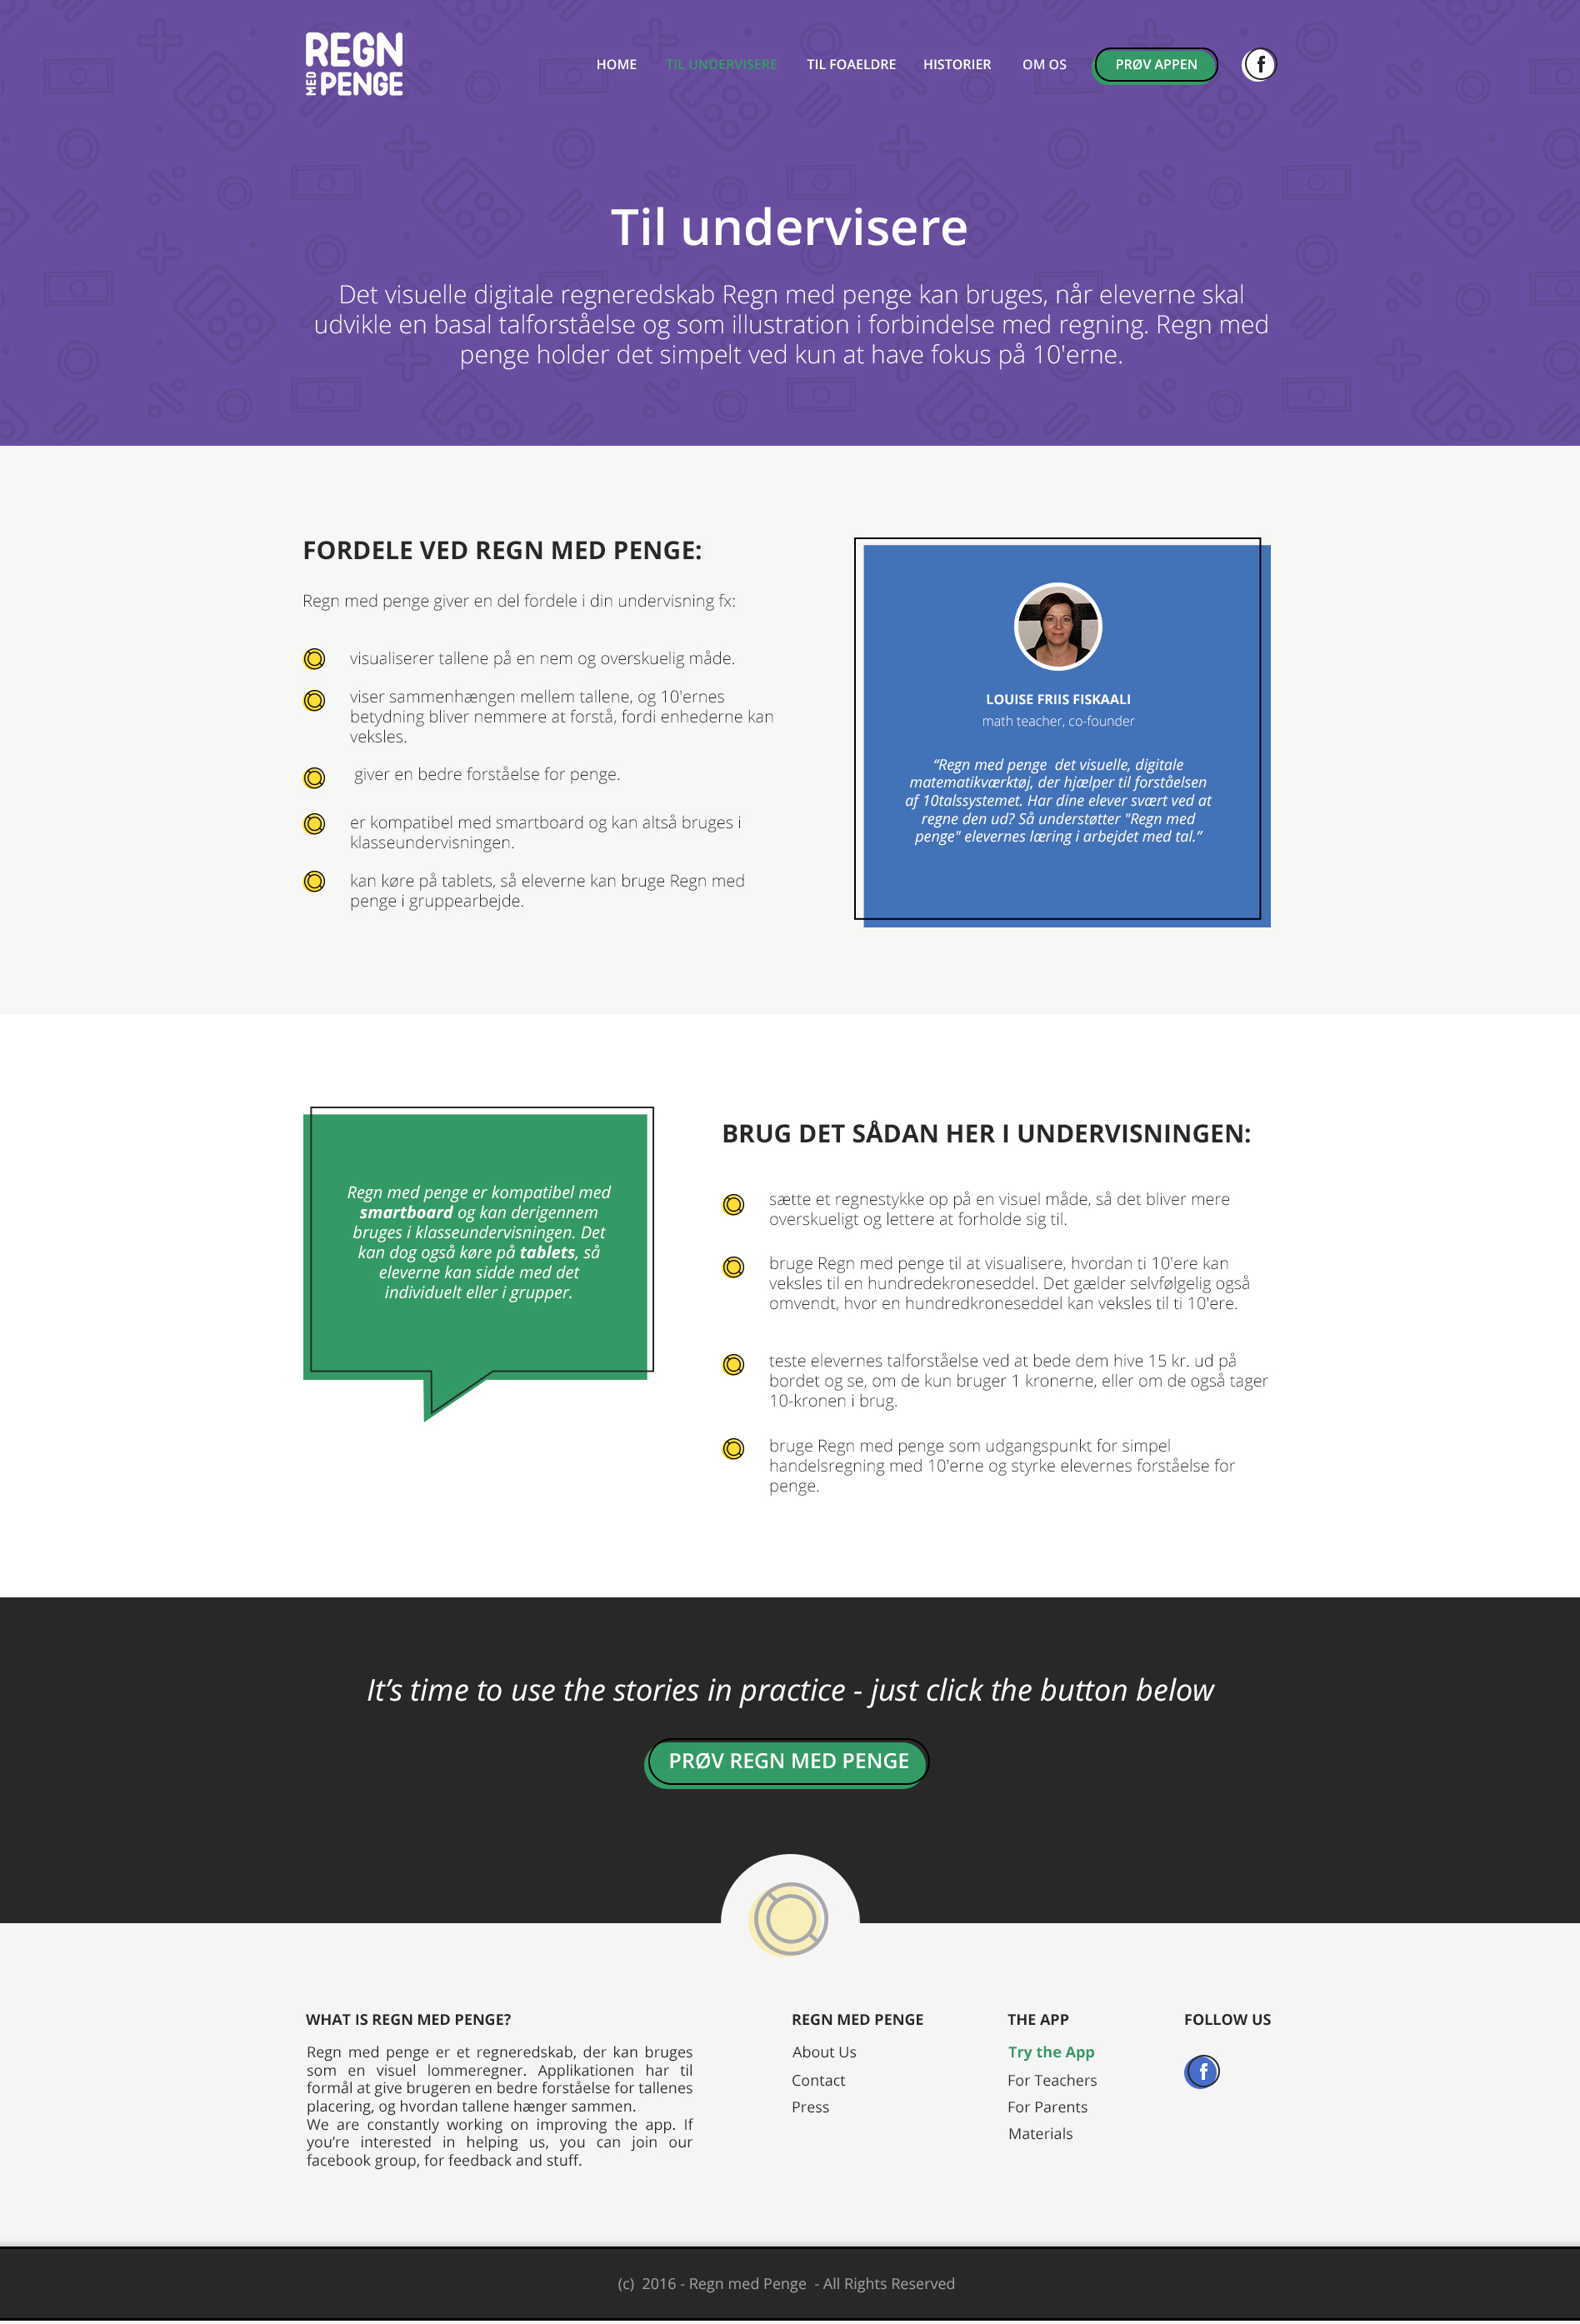 REGN
MED PENGE
HOME TIL UNDERVISERE TIL FOAELDRE HISTORIER OM OS PRØV APPEN f
Til undervisere
Det visuelle digitale regneredskab Regn med penge kan bruges, når eleverne skal
udvikle en basal talforståelse og som illustration i forbindelse med regning. Regn med
penge holder det simpelt ved kun at have fokus på 10'erne.
FORDELE VED REGN MED PENGE:
Regn med penge giver en del fordele i din undervisning fx:
visualiserer tallene på en nem og overskuelig måde.
viser sammenhængen mellem tallene, og 10'ernes
betydning bliver nemmere at forstå, fordi enhederne kan
veksles.
giver en bedre forståelse for penge.
er kompatibel med smartboard og kan altså bruges i
klasseundervisningen.
kan køre på tablets, så eleverne kan bruge Regn med
penge i gruppearbejde.
LOUISE FRIIS FISKAALI
math teacher, co-founder
“Regn med penge det visuelle, digitale
matematikværktøj, der hjælper til forståelsen
af 10talssystemet. Har dine elever svært ved at
regne den ud? Så understøtter "Regn med
penge" elevernes læring i arbejdet med tal.”
Regn med penge er kompatibel med
smartboard og kan derigennem
bruges i klasseundervisningen. Det
kan dog også køre på tablets, så
eleverne kan sidde med det
individuelt eller i grupper.
BRUG DET SÅDAN HER I UNDERVISNINGEN:
sætte et regnestykke op på en visuel måde, så det bliver mere
overskueligt og lettere at forholde sig til.
bruge Regn med penge til at visualisere, hvordan ti 10'ere kan
veksles til en hundredekroneseddel. Det gælder selvfølgelig også
omvendt, hvor en hundredkroneseddel kan veksles til ti 10'ere.
teste elevernes talforståelse ved at bede dem hive 15 kr. ud på
bordet og se, om de kun bruger 1 kronerne, eller om de også tager
10-kronen i brug.
bruge Regn med penge som udgangspunkt for simpel
handelsregning med 10'erne og styrke elevernes forståelse for
penge.
It’s time to use the stories in practice - just click the button below
PRØV REGN MED PENGE
WHAT IS REGN MED PENGE?
Regn med penge er et regneredskab, der kan bruges
som en visuel lommeregner. Applikationen har til
formål at give brugeren en bedre forståelse for tallenes
placering, og hvordan tallene hænger sammen.
We are constantly working on improving the app. If
you’re interested in helping us, you can join our
facebook group, for feedback and stuff.
REGN MED PENGE
About Us
Contact
Press
THE APP
Try the App
For Teachers
For Parents
Materials
FOLLOW US
f
(c) 2016 - Regn med Penge - All Rights Reserved